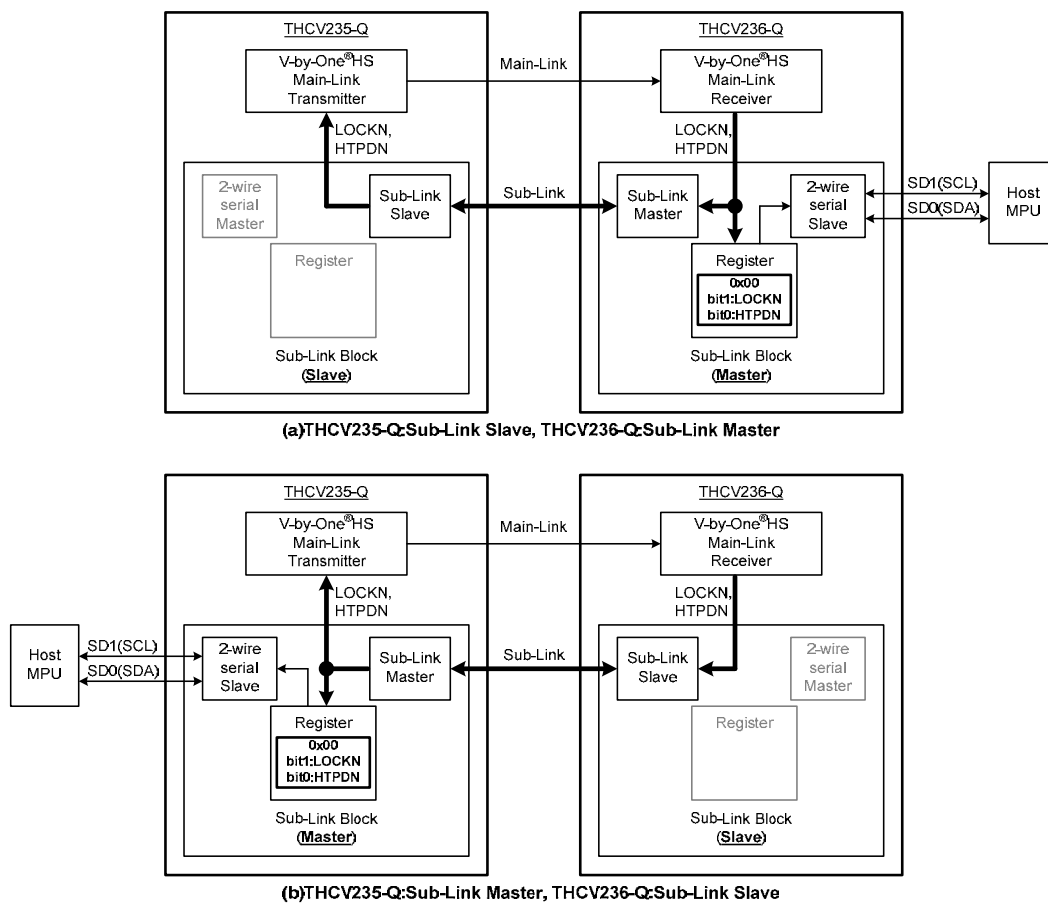 THCV235-Q
THCV236-Q
V-by-One®HS
Main-Link
Transmitter
Main-Link
V-by-One®HS
Main-Link
Receiver
LOCKN,
HTPDN
LOCKN,
HTPDN
2-wire
serial
Master
Sub-Link
Slave
Sub-Link
Sub-Link
Master
2-wire
serial
Slave
SD1(SCL)
SD0(SDA)
Host
MPU
Register
Register
0x00
bit1:LOCKN
bit0:HTPDN
Sub-Link Block
(Slave)
Sub-Link Block
(Master)
(a)THCV235-Q:Sub-Link Slave, THCV236-Q:Sub-Link Master
THCV235-Q
THCV236-Q
V-by-One®HS
Main-Link
Transmitter
Main-Link
V-by-One®HS
Main-Link
Receiver
LOCKN,
HTPDN
LOCKN,
HTPDN
Host
MPU
SD1(SCL)
SD0(SDA)
2-wire
serial
Slave
Sub-Link
Master
Sub-Link
Sub-Link
Slave
2-wire
serial
Master
Register
0x00
bit1:LOCKN
bit0:HTPDN
Register
Sub-Link Block
(Master)
Sub-Link Block
(Slave)
(b)THCV235-Q:Sub-Link Master, THCV236-Q:Sub-Link Slave